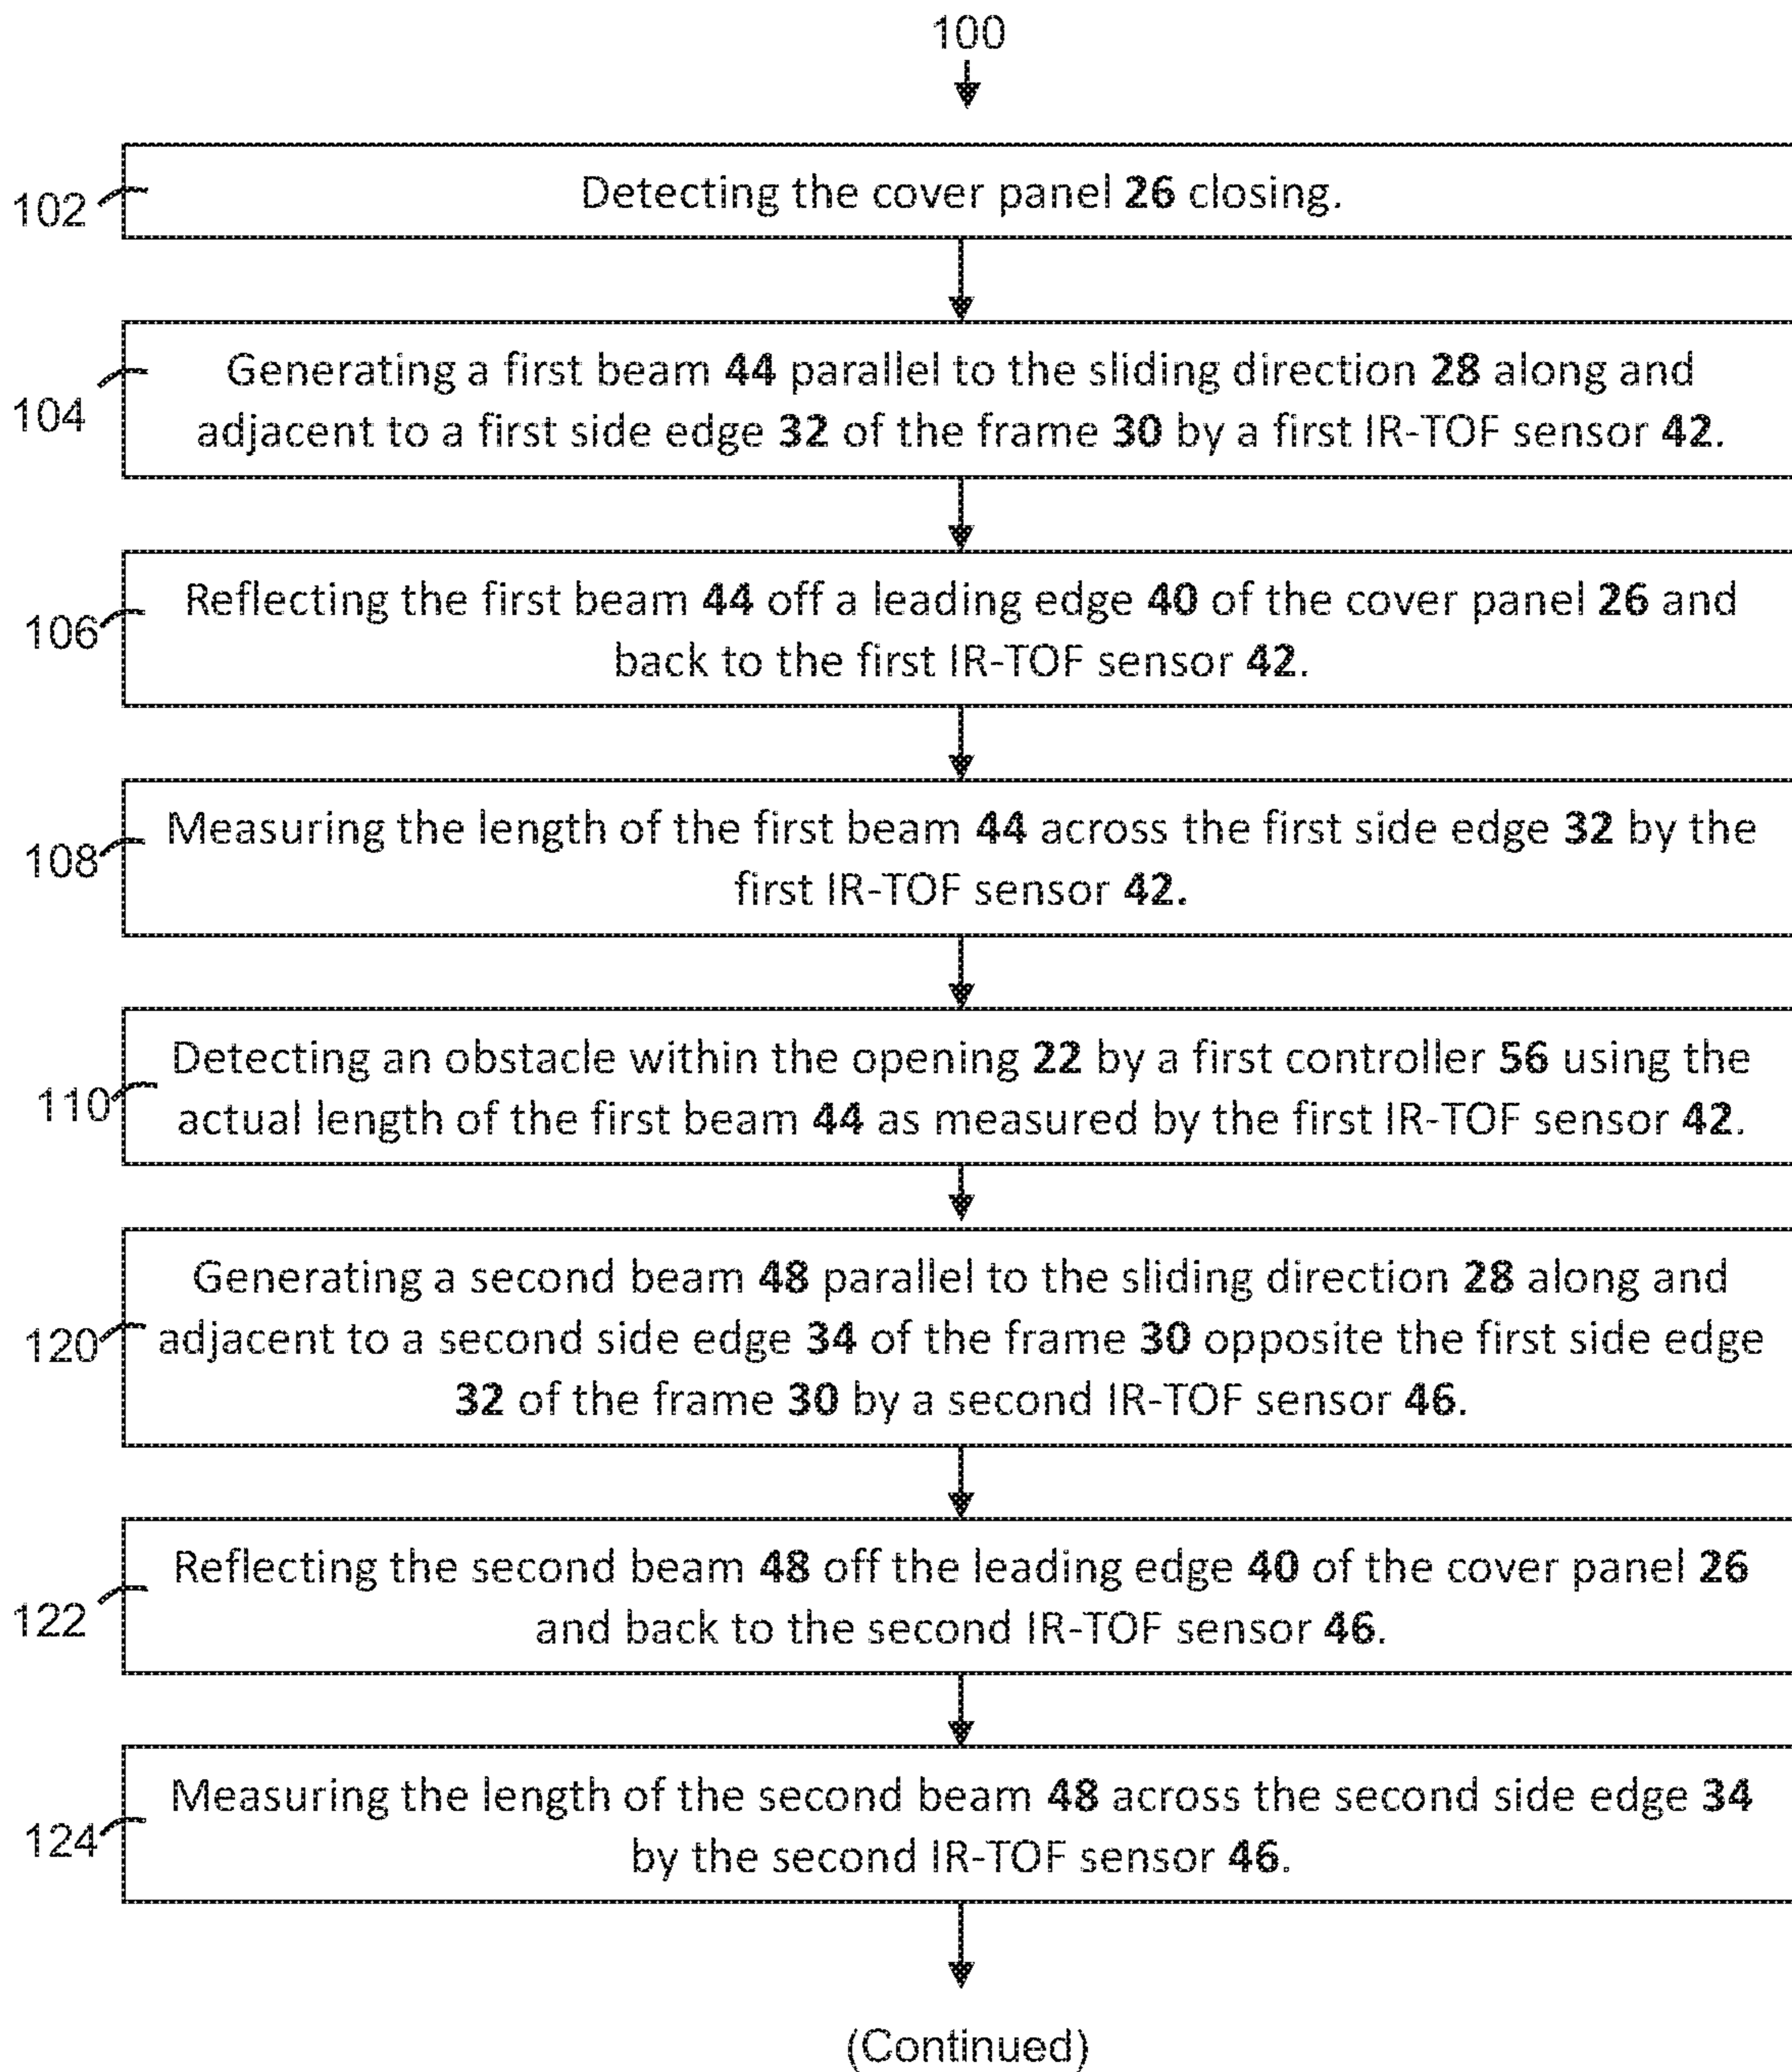 100
102
Detecting the cover panel 26 closing.
104
Generating a first beam 44 parallel to the sliding direction 28 along and
adjacent to a first side edge 32 of the frame 30 by a first IR-TOF sensor 42.
106
Reflecting the first beam 44 off a leading edge 40 of the cover panel 26 and
back to the first IR-TOF sensor 42.
108
Measuring the length of the first beam 44 across the first side edge 32 by the
first IR-TOF sensor 42.
110
Detecting an obstacle within the opening 22 by a first controller 56 using the
actual length of the first beam 44 as measured by the first IR-TOF sensor 42.
120
Generating a second beam 48 parallel to the sliding direction 28 along and
adjacent to a second side edge 34 of the frame 30 opposite the first side edge
32 of the frame 30 by a second IR-TOF sensor 46.
122
Reflecting the second beam 48 off the leading edge 40 of the cover panel 26
and back to the second IR-TOF sensor 46.
124
Measuring the length of the second beam 48 across the second side edge 34
by the second IR-TOF sensor 46.
(Continued)